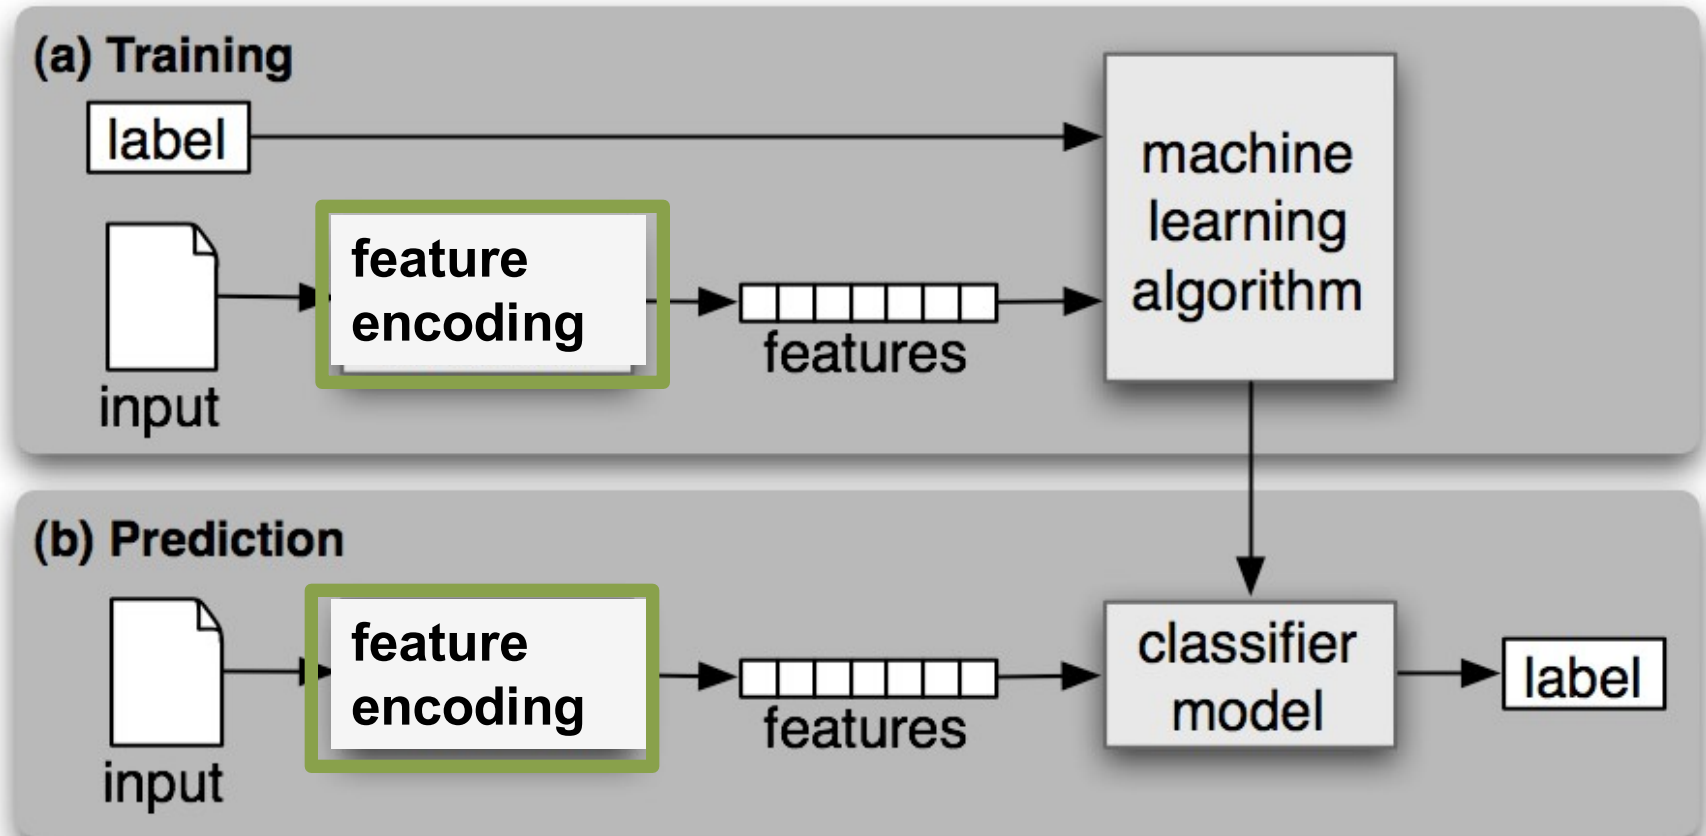 (a) Training
label
machine
learning
algorithm
feature
encoding
features
input
(b) Prediction
feature
encoding
features
input
classifier
model
label